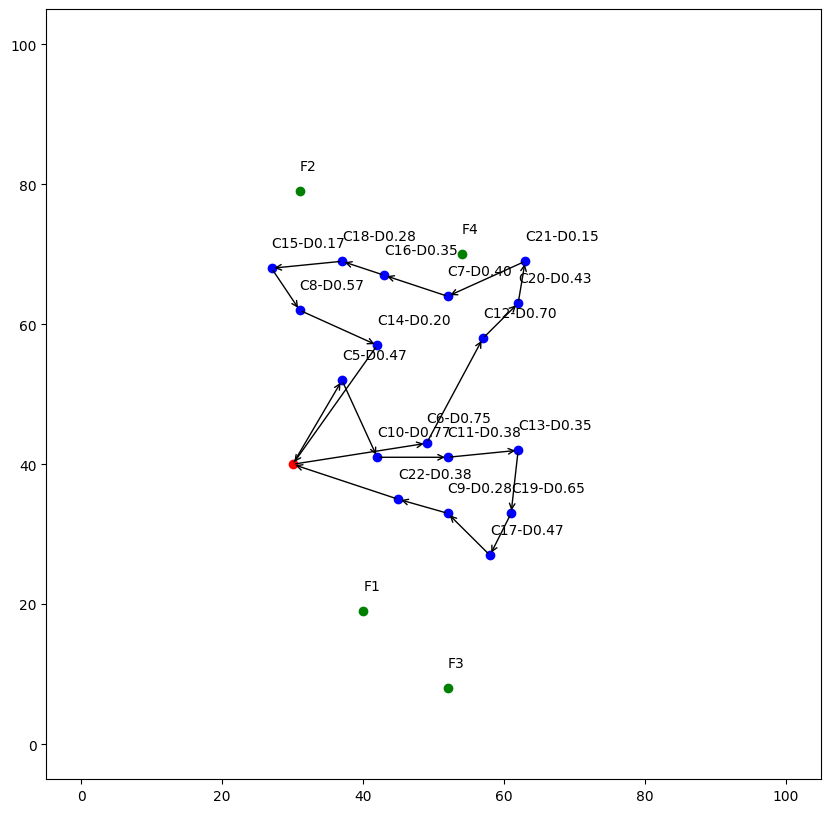 100
F2
80
F4
C15-D0.17
C18-D0.28
C21-D0.15
C16-D0.35
C7-D0.40
C20-D0.43
C8-D0.57
C12-D0.70
C14-D0.20
60
C5-D0.47
C6-D0.75
C10-D0.77
C11-D0.38
C13-D0.35
40
C22-D0.38
C9-D0.28
C19-D0.65
C17-D0.47
F1
20
F3
0
0 20 40 60 80 100